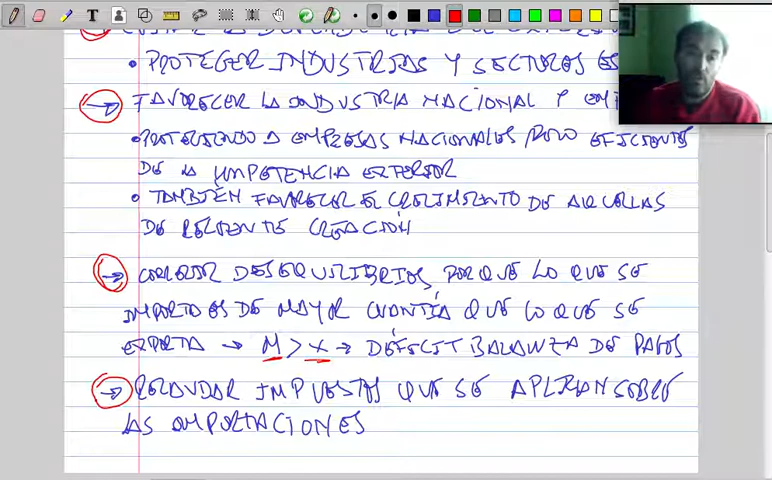 • PROTEGER INDUSTRIAS Y SECTORES ES
→ FAVORECER LA INDUSTRIA NACIONAL Y EM
• PROTEGIENDO A EMPRESAS NACIONALES POCO EFICIENTES
DE LA COMPETENCIA EXTERIOR
• TAMBIÉN FAVORECER EL CRECIMIENTO DE AQUELLAS
DE RECIENTE CREACIÓN
→ CORREGIR DESEQUILIBRIOS, PORQUE LO QUE SE
IMPORTA ES DE MAYOR CUANTÍA QUE LO QUE SE
EXPORTA → M > X → DÉFICIT BALANZA DE PAGOS
→ RECAUDAR IMPUESTOS QUE SE APLICAN SOBRE
LAS IMPORTACIONES